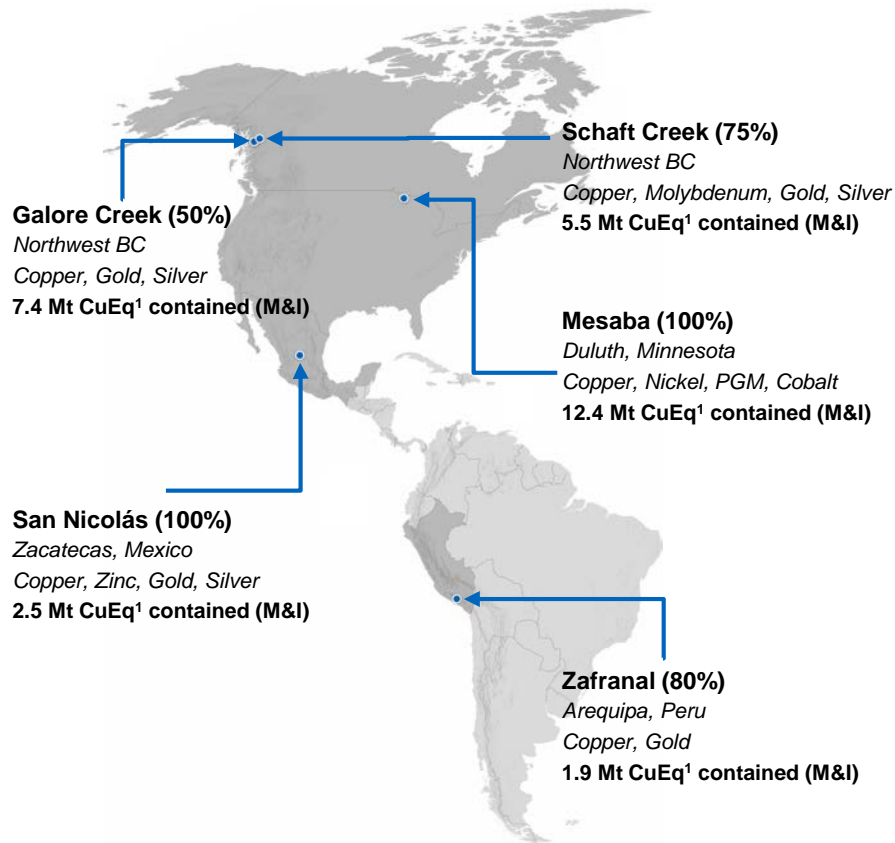 Schaft Creek (75%)
Northwest BC
Copper, Molybdenum, Gold, Silver
5.5 Mt CuEq¹ contained (M&I)
Galore Creek (50%)
Northwest BC
Copper, Gold, Silver
7.4 Mt CuEq¹ contained (M&I)
Mesaba (100%)
Duluth, Minnesota
Copper, Nickel, PGM, Cobalt
12.4 Mt CuEq¹ contained (M&I)
San Nicolás (100%)
Zacatecas, Mexico
Copper, Zinc, Gold, Silver
2.5 Mt CuEq¹ contained (M&I)
Zafranal (80%)
Arequipa, Peru
Copper, Gold
1.9 Mt CuEq¹ contained (M&I)